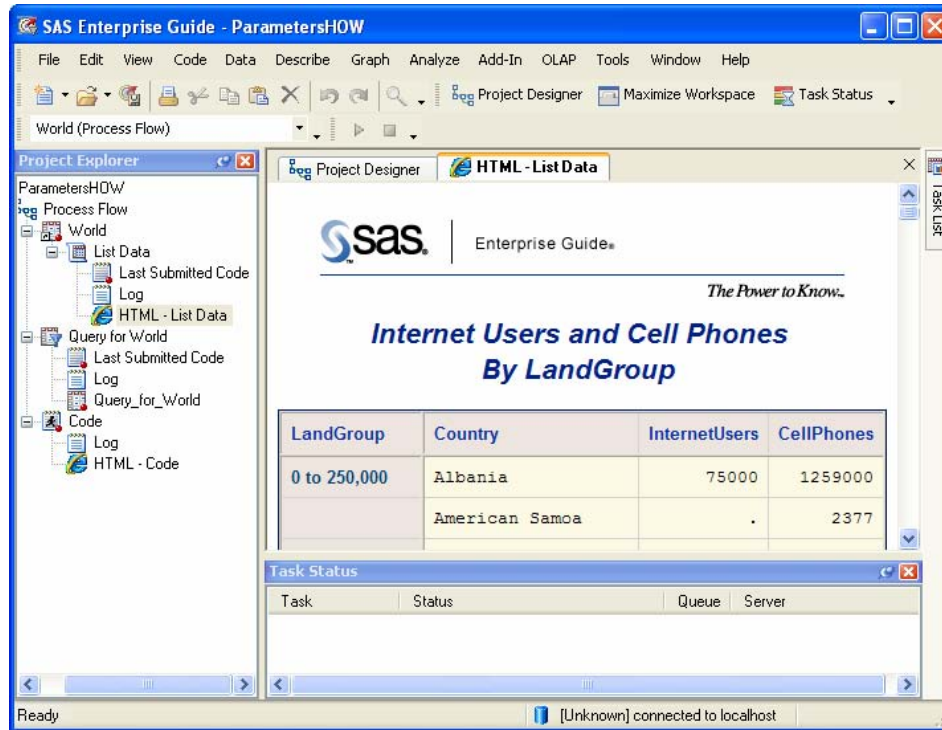 SAS Enterprise Guide - ParametersHOW
File Edit View Code Data Describe Graph Analyze Add-In OLAP Tools Window Help
Project Designer Maximize Workspace Task Status
World (Process Flow)
Project Explorer
ParametersHOW
Process Flow
World
List Data
Last Submitted Code
Log
HTML - List Data
Query for World
Last Submitted Code
Log
Query_for_World
Code
Log
HTML - Code
Project Designer HTML - List Data
Task List
sas. Enterprise Guide®
The Power to Know™
Internet Users and Cell Phones
By LandGroup
LandGroup Country InternetUsers CellPhones
0 to 250,000 Albania 75000 1259000
American Samoa . 2377
Task Status
Task Status Queue Server
Ready [Unknown] connected to localhost